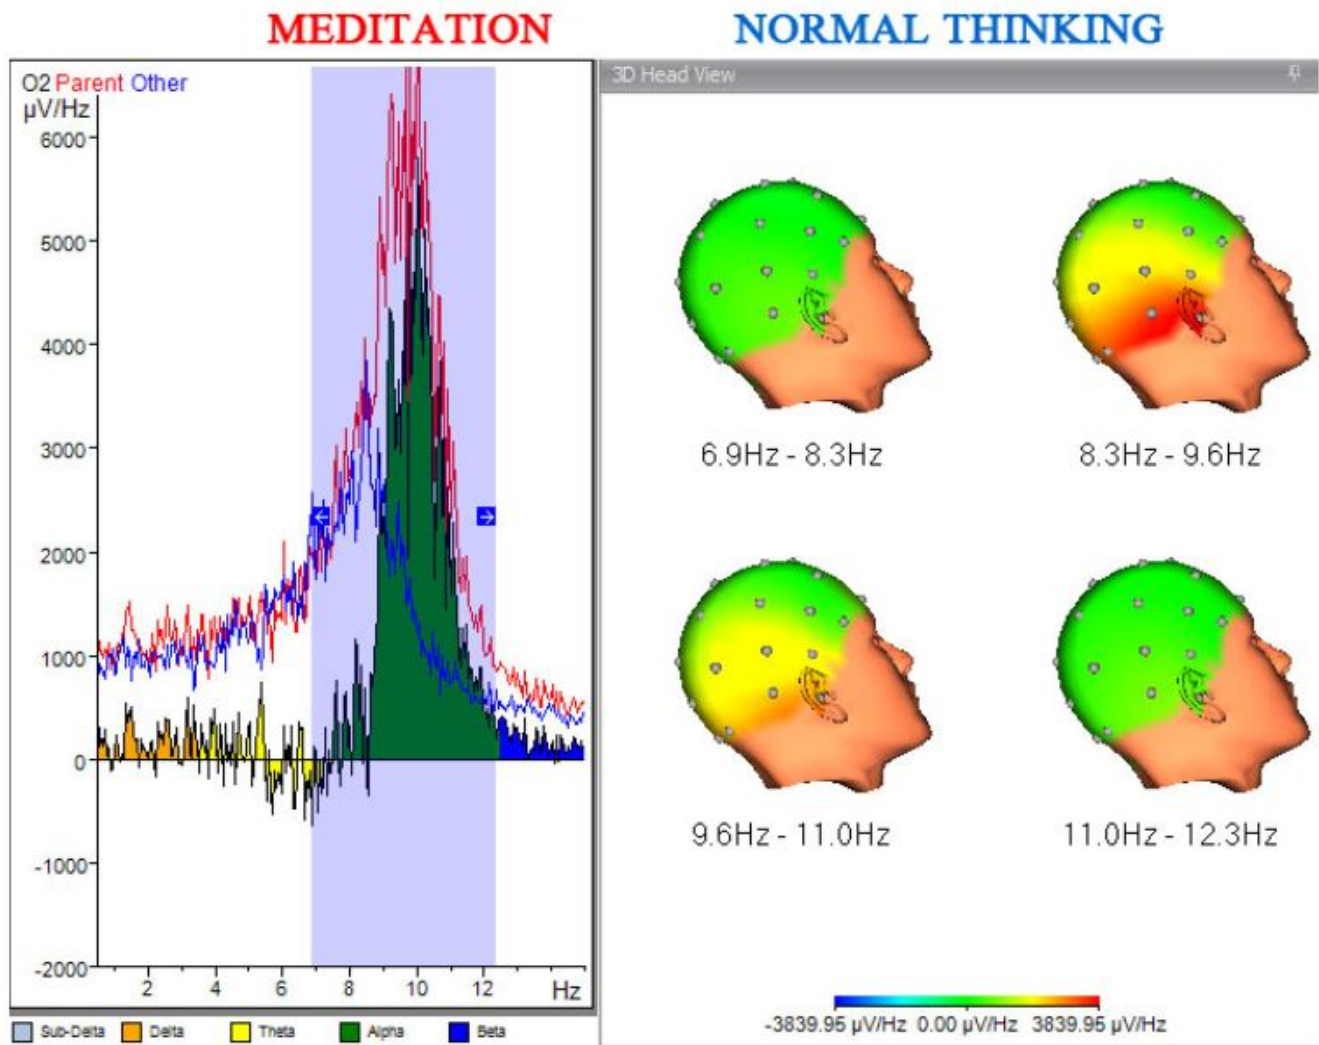 MEDITATION
NORMAL THINKING
O2 Parent Other
µV/Hz
6000
5000
4000
3000
2000
1000
0
-1000
-2000
2 4 6 8 10 12 Hz
Sub-Delta Delta Theta Alpha Beta
3D Head View
6.9Hz - 8.3Hz
8.3Hz - 9.6Hz
9.6Hz - 11.0Hz
11.0Hz - 12.3Hz
-3839.95 µV/Hz 0.00 µV/Hz 3839.95 µV/Hz